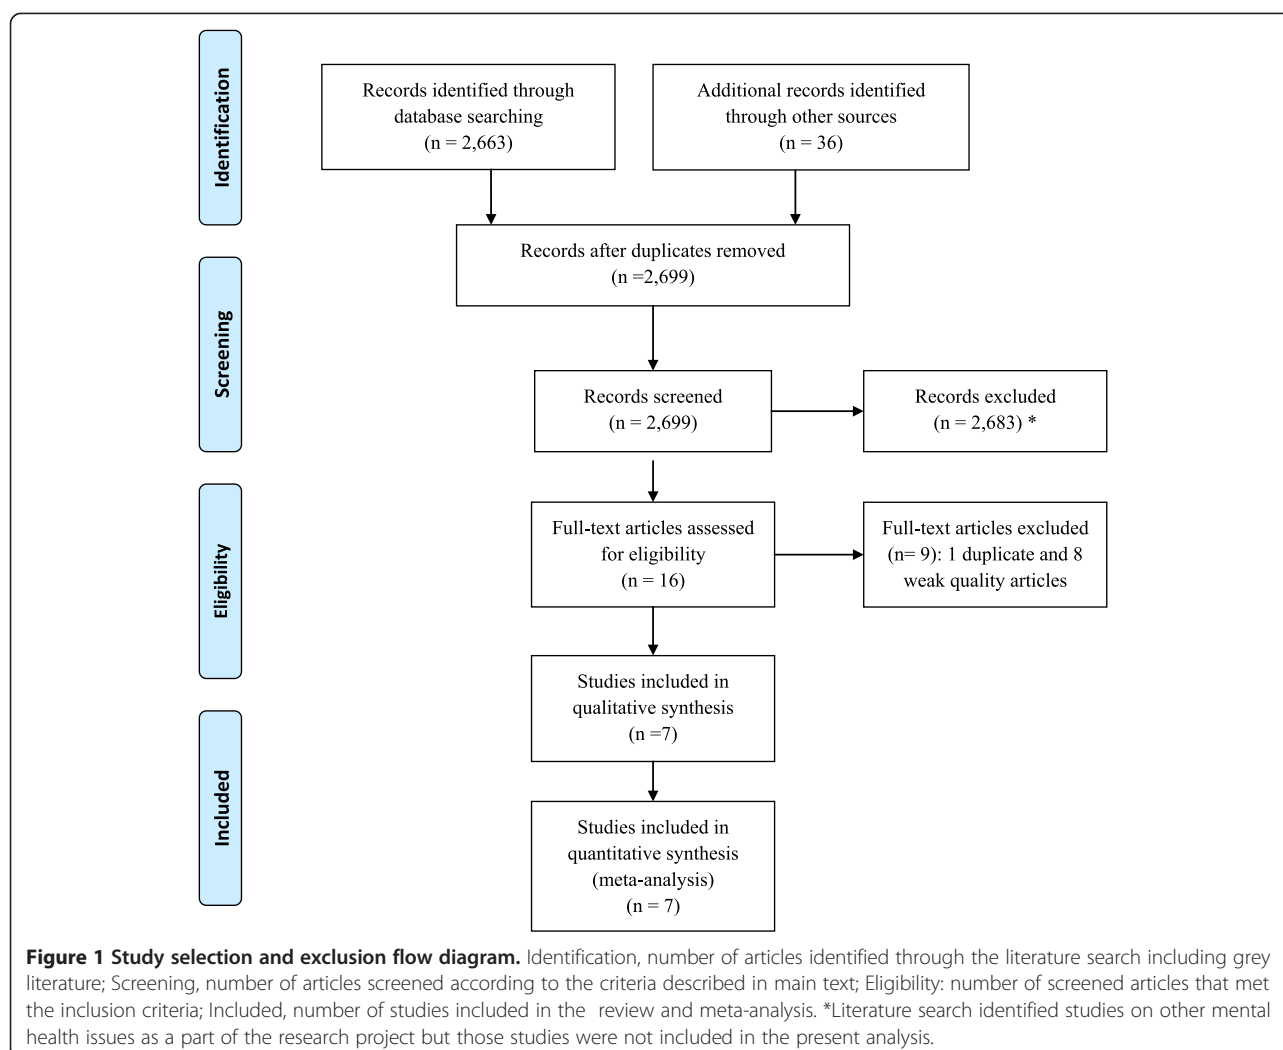 Identification
Records identified through
database searching
(n = 2,663)
Additional records identified
through other sources
(n = 36)
Records after duplicates removed
(n =2,699)
Screening
Records screened
(n = 2,699)
Records excluded
(n = 2,683) *
Eligibility
Full-text articles assessed
for eligibility
(n = 16)
Full-text articles excluded
(n= 9): 1 duplicate and 8
weak quality articles
Studies included in
qualitative synthesis
(n =7)
Included
Studies included in
quantitative synthesis
(meta-analysis)
(n = 7)
Figure 1 Study selection and exclusion flow diagram. Identification, number of articles identified through the literature search including grey
literature; Screening, number of articles screened according to the criteria described in main text; Eligibility: number of screened articles that met
the inclusion criteria; Included, number of studies included in the review and meta-analysis. *Literature search identified studies on other mental
health issues as a part of the research project but those studies were not included in the present analysis.